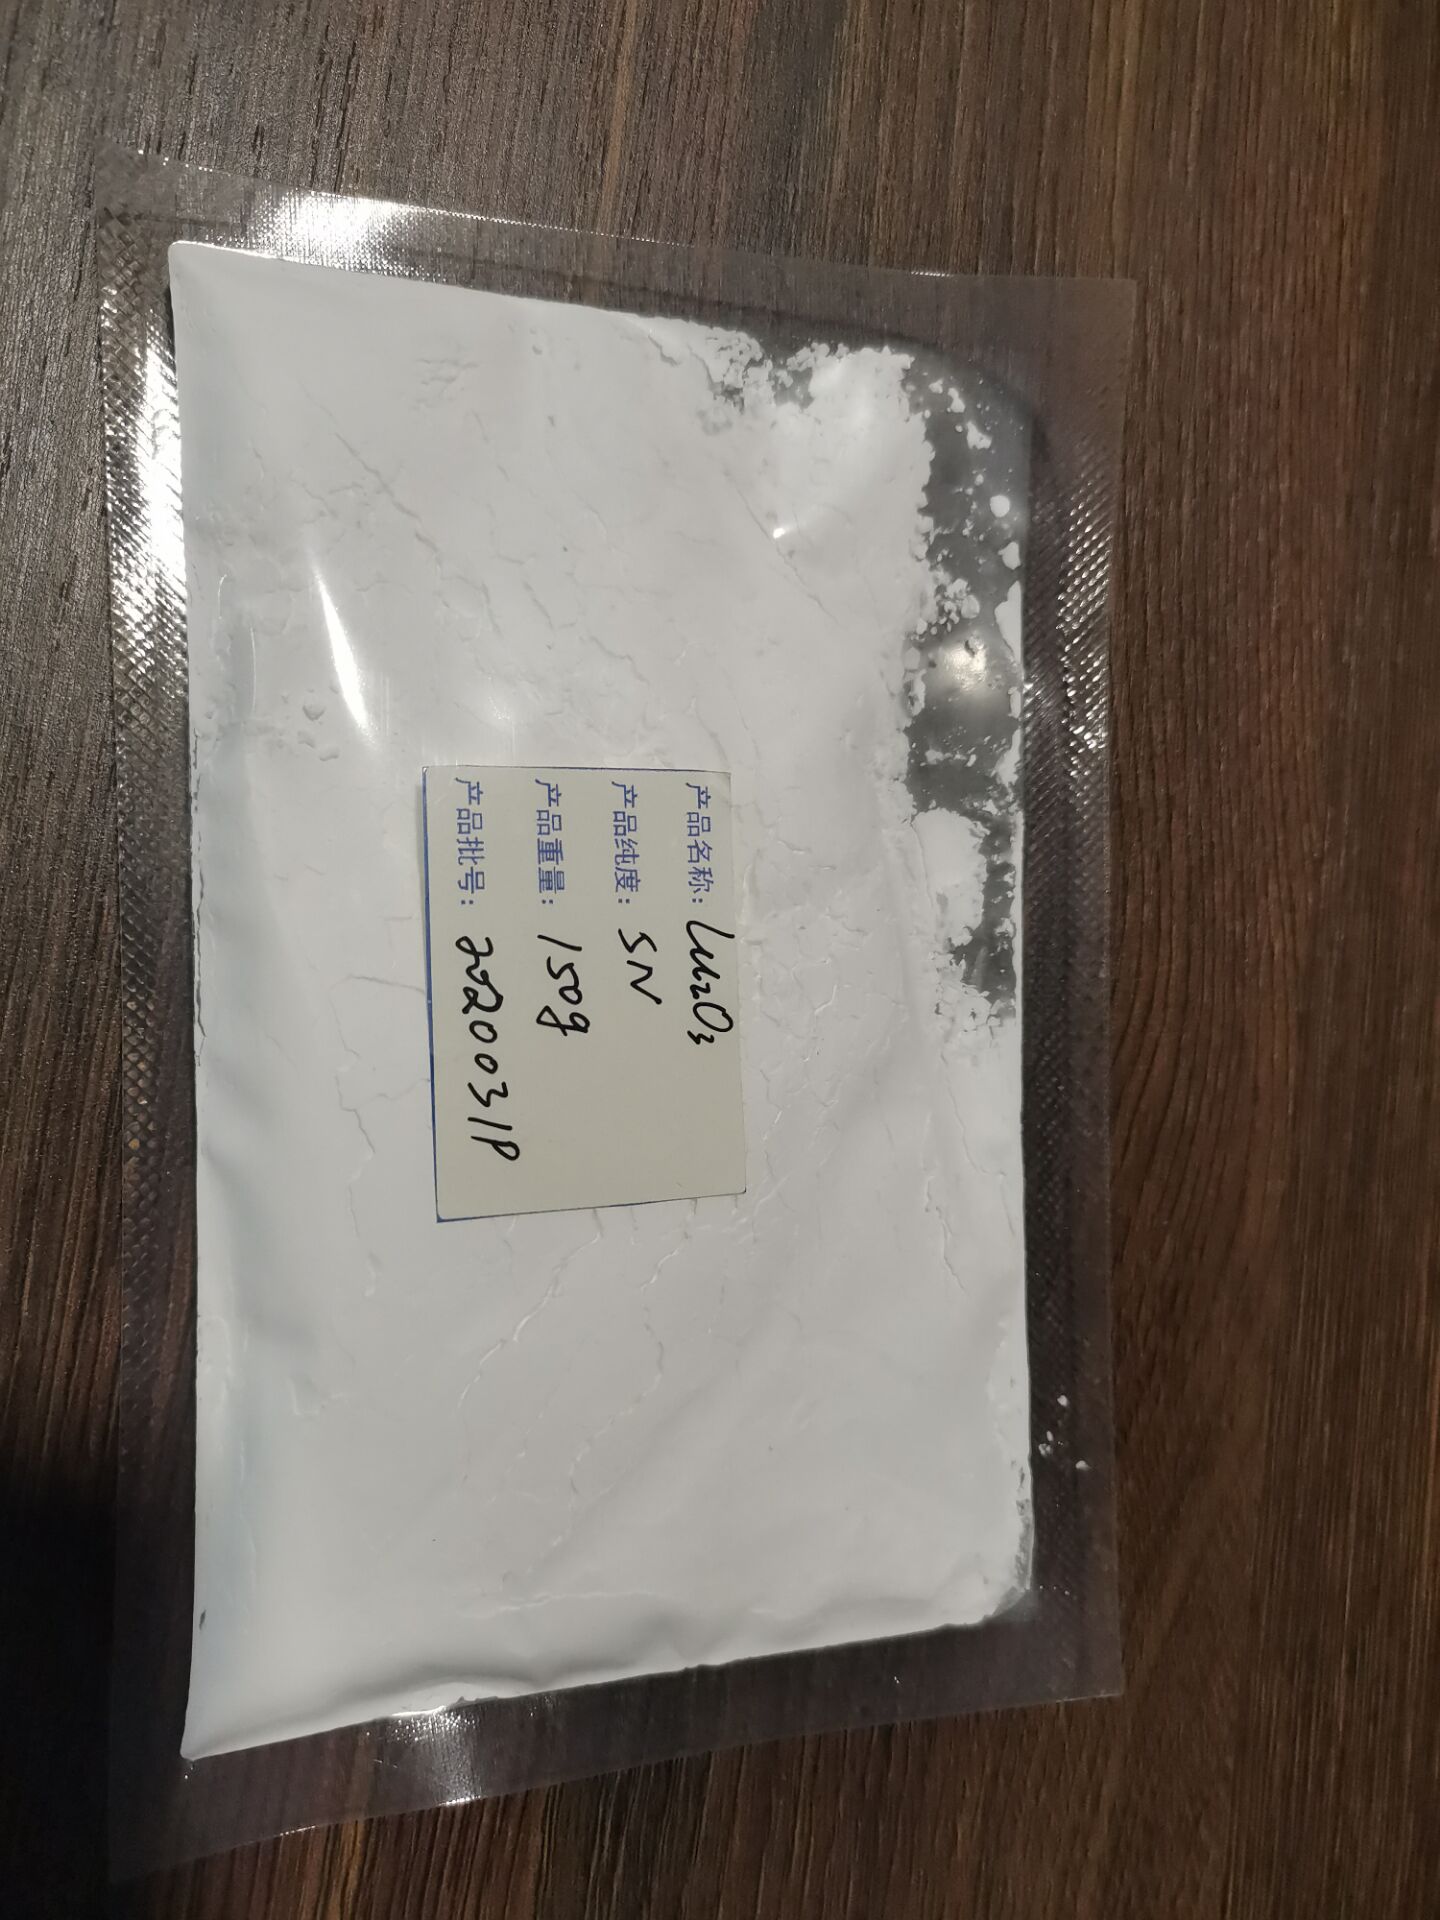 产品名称: Lu₂O₃
产品纯度: 5N
产品重量: 150g
产品批号: 2220031P